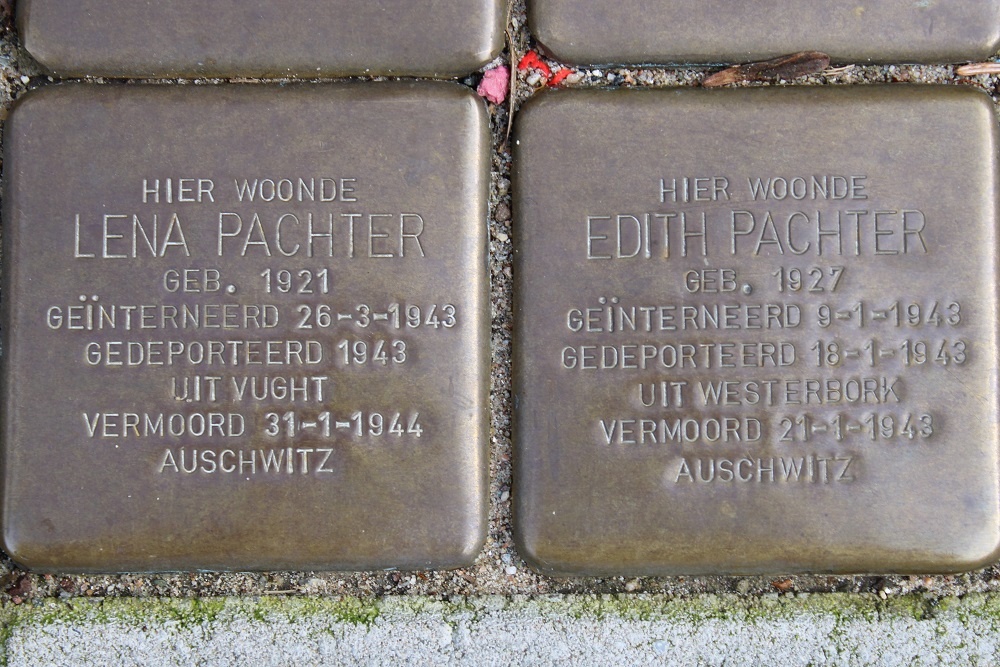 HIER WOONDE
LENA PACHTER
GEB. 1921
GEÏNTERNEERD 26-3-1943
GEDEPORTEERD 1943
UIT VUGHT
VERMOORD 31-1-1944
AUSCHWITZ
HIER WOONDE
EDITH PACHTER
GEB. 1927
GEÏNTERNEERD 9-1-1943
GEDEPORTEERD 18-1-1943
UIT WESTERBORK
VERMOORD 21-1-1943
AUSCHWITZ